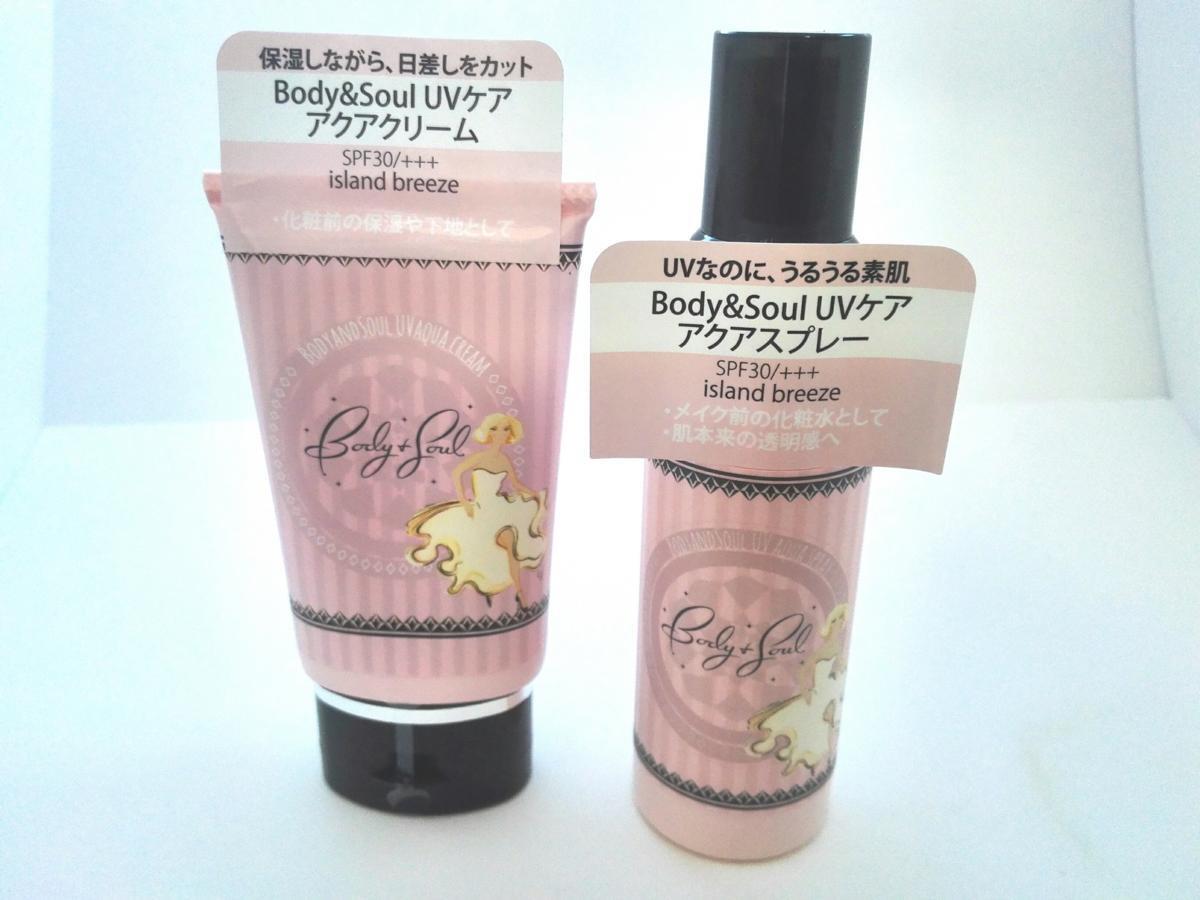 保湿しながら、日差しをカット
Body&Soul UVケア
アクアクリーム
SPF30/+++
island breeze
・化粧前の保湿や下地として
BODYANDSOUL UVAQUA CREAM
Body+Soul
UVなのに、うるうる素肌
Body&Soul UVケア
アクアスプレー
SPF30/+++
island breeze
・メイク前の化粧水として
・肌本来の透明感へ
BODYANDSOUL UV AQUA
Body+Soul